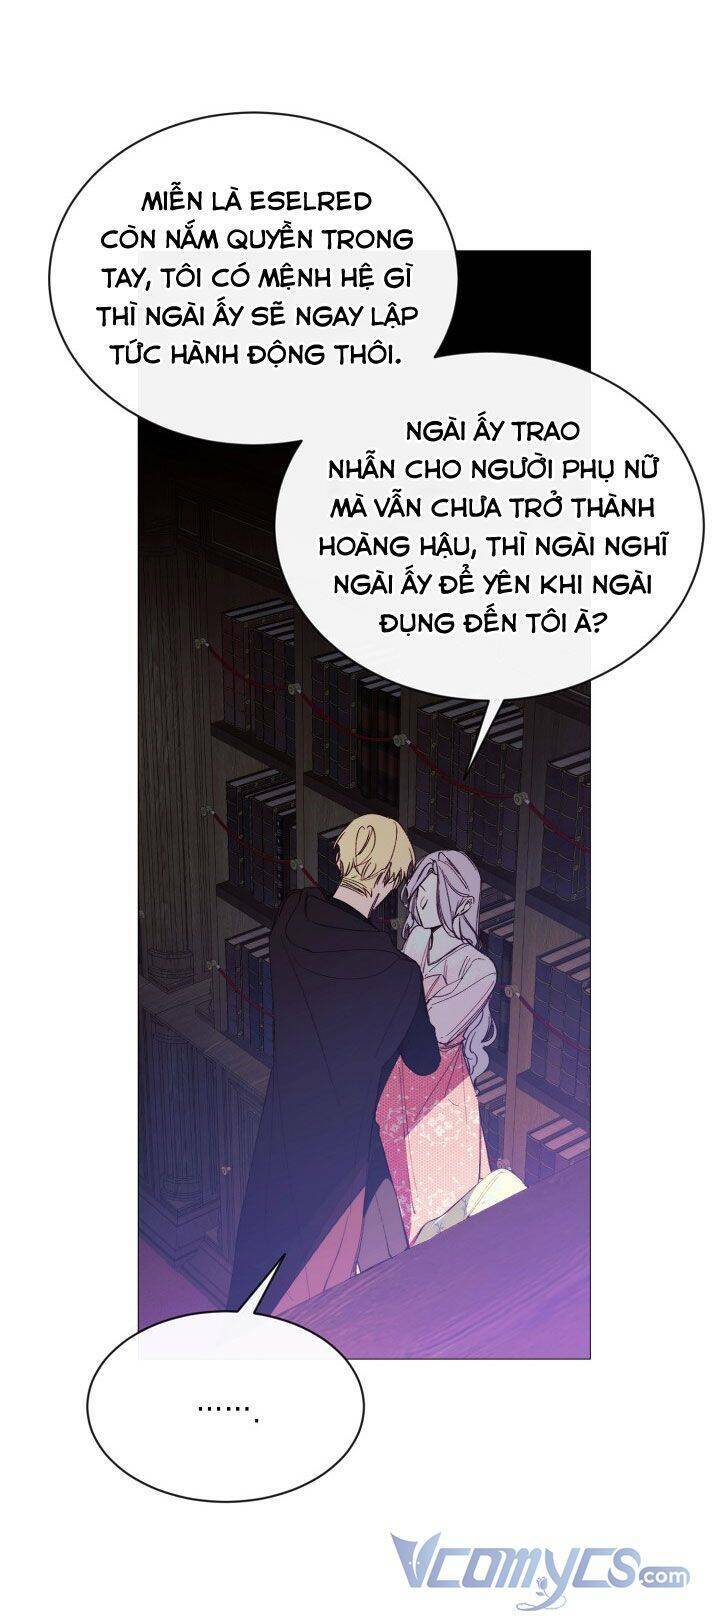 MIỄN LÀ ESELRED
CÒN NẮM QUYỀN TRONG
TAY, TÔI CÓ MỆNH HỆ GÌ
THÌ NGÀI ẤY SẼ NGAY LẬP
TỨC HÀNH ĐỘNG THÔI.
NGÀI ẤY TRAO
NHẪN CHO NGƯỜI PHỤ NỮ
MÀ VẪN CHƯA TRỞ THÀNH
HOÀNG HẬU, THÌ NGÀI NGHĨ
NGÀI ẤY ĐỂ YÊN KHI NGÀI
ĐỤNG ĐẾN TÔI À?
.......
VCOMYCS.com